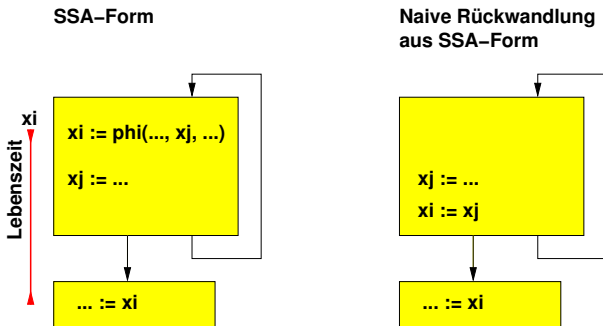 SSA–Form
xi
Lebenszeit
xi := phi(..., xj, ...)
xj := ...
... := xi
Naive Rückwandlung
aus SSA–Form
xj := ...
xi := xj
... := xi